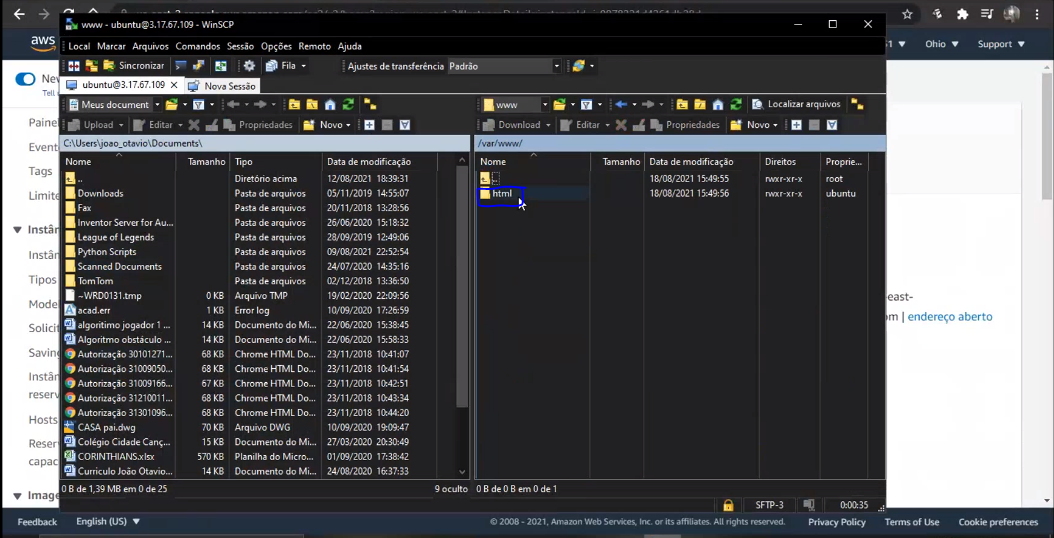 www - ubuntu@3.17.67.109 - WinSCP
aws
Ohio
Support
Local Marcar Arquivos Comandos Sessão Opções Remoto Ajuda
Sincronizar
Fila
Ajustes de transferência Padrão
ubuntu@3.17.67.109
Nova Sessão
Meus document
www
Localizar arquivos
Upload Editar Propriedades Novo
Download Editar Propriedades Novo
C:\Users\joao_otavio\Documents\
/var/www/
Nome Tamanho Tipo Data de modificação
.. Diretório acima 12/08/2021 18:39:31
Downloads Pasta de arquivos 05/11/2019 14:55:07
Fax Pasta de arquivos 20/11/2018 13:28:56
Inventor Server for Au... Pasta de arquivos 26/06/2020 15:18:32
League of Legends Pasta de arquivos 28/09/2019 12:49:06
Python Scripts Pasta de arquivos 09/08/2021 22:52:54
Scanned Documents Pasta de arquivos 24/07/2020 14:35:16
TomTom Pasta de arquivos 02/12/2018 13:36:50
~WRD0131.tmp 0 KB Arquivo TMP 19/02/2020 22:09:56
acad.err 1 KB Error log 10/09/2020 17:26:59
algoritimo jogador 1 ... 14 KB Documento do Mi... 22/06/2020 15:38:45
Algoritmo obstáculo ... 14 KB Documento do Mi... 22/06/2020 15:58:33
Autorização 30101271... 68 KB Chrome HTML Do... 23/11/2018 10:41:07
Autorização 31009050... 68 KB Chrome HTML Do... 23/11/2018 10:41:54
Autorização 31009166... 67 KB Chrome HTML Do... 23/11/2018 10:42:51
Autorização 31210011... 68 KB Chrome HTML Do... 23/11/2018 10:43:34
Autorização 31301096... 68 KB Chrome HTML Do... 23/11/2018 10:44:20
CASA pai.dwg 70 KB Arquivo DWG 10/09/2020 19:09:47
Colégio Cidade Canç... 15 KB Documento do Mi... 27/03/2020 20:30:49
CORINTHIANS.xlsx 570 KB Planilha do Micro... 01/09/2020 17:38:42
Curriculo João Otavio... 14 KB Documento do Mi... 24/08/2020 16:37:33
Nome Tamanho Data de modificação Direitos Proprie...
.. 18/08/2021 15:49:55 rwxr-xr-x root
html 18/08/2021 15:49:56 rwxr-xr-x ubuntu
0 B de 1,39 MB em 0 de 25
9 oculto
0 B de 0 B em 0 de 1
SFTP-3
0:00:35
Tags
Instân
Instân
Tipos
Mode
Solicit
Saving
Instân
reserv
Hosts
Reserv
capac
Image
east-
om | endereço aberto
Feedback
English (US)
© 2008 - 2021, Amazon Web Services, Inc. or its affiliates. All rights reserved.
Privacy Policy
Terms of Use
Cookie preferences